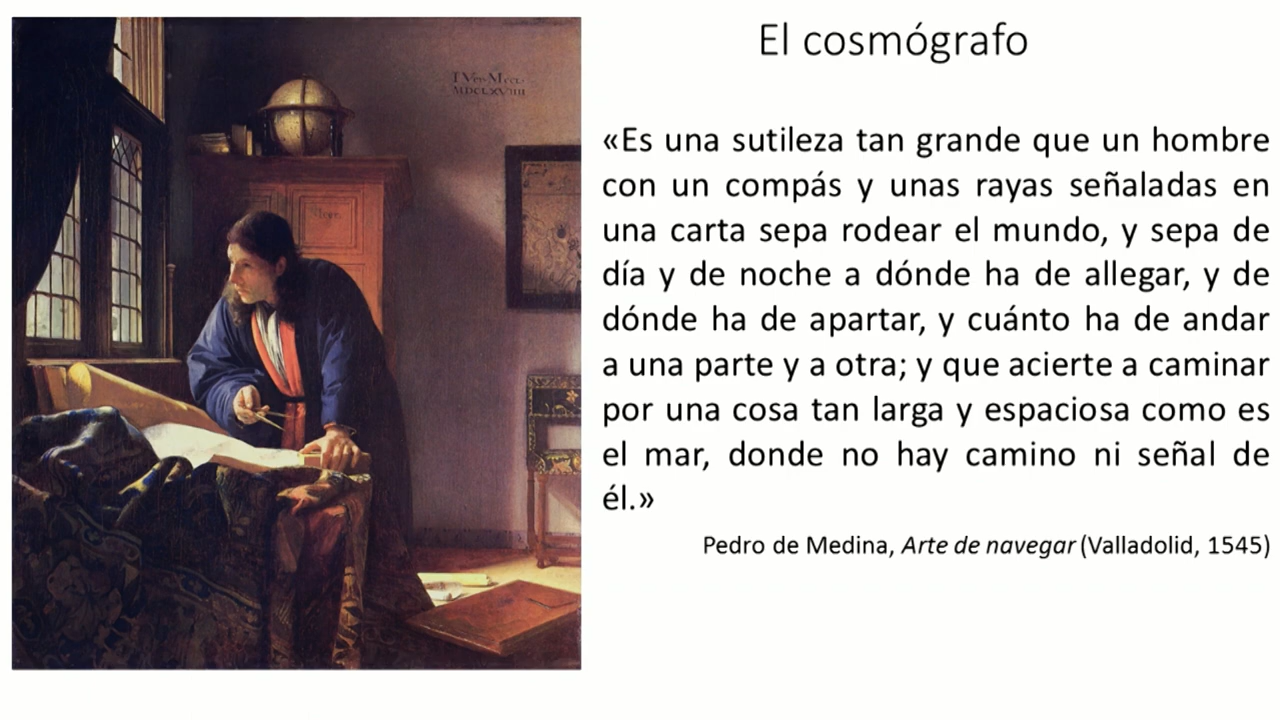 El cosmógrafo
«Es una sutileza tan grande que un hombre
con un compás y unas rayas señaladas en
una carta sepa rodear el mundo, y sepa de
día y de noche a dónde ha de allegar, y de
dónde ha de apartar, y cuánto ha de andar
a una parte y a otra; y que acierte a caminar
por una cosa tan larga y espaciosa como es
el mar, donde no hay camino ni señal de
él.»
Pedro de Medina, Arte de navegar (Valladolid, 1545)